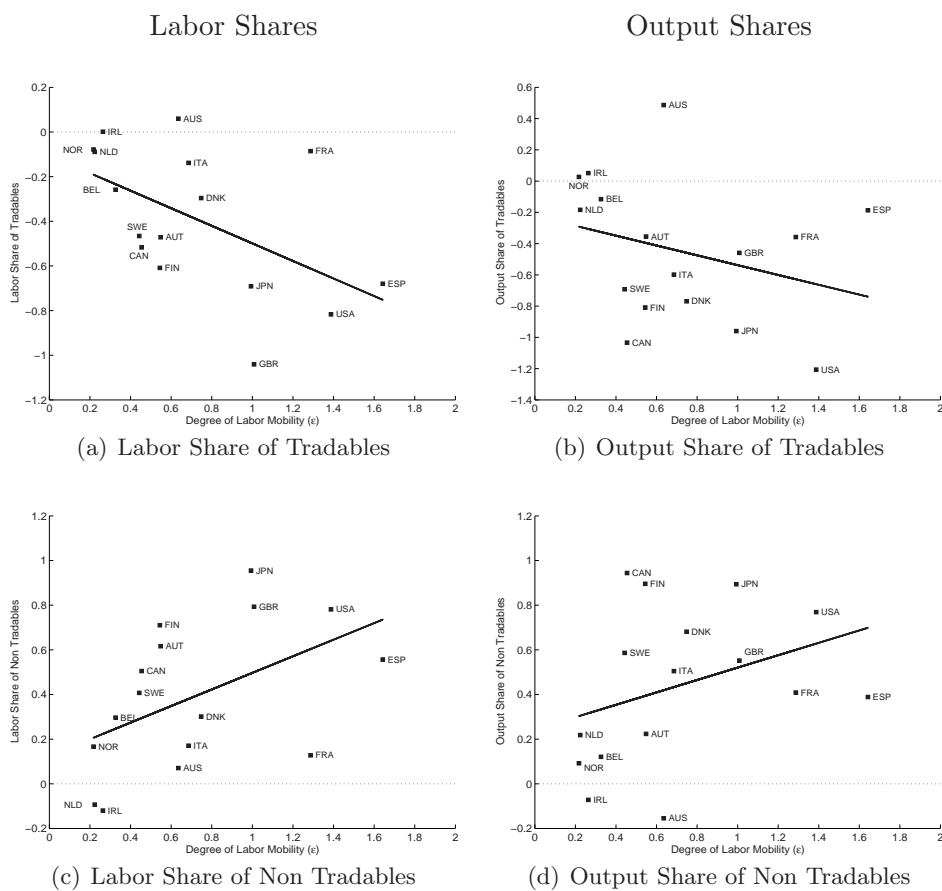 Labor Shares
Output Shares
0.2
0
−0.2
−0.4
−0.6
−0.8
−1
−1.2
Labor Share of Tradables
AUS
IRL
NOR
NLD
ITA
FRA
BEL
DNK
SWE
AUT
CAN
FIN
JPN
ESP
USA
GBR
0 0.2 0.4 0.6 0.8 1 1.2 1.4 1.6 1.8 2
Degree of Labor Mobility (ε)
(a) Labor Share of Tradables
0.6
0.4
0.2
0
−0.2
−0.4
−0.6
−0.8
−1
−1.2
−1.4
Output Share of Tradables
AUS
IRL
NOR
BEL
NLD
ESP
AUT
FRA
GBR
ITA
SWE
DNK
FIN
JPN
CAN
USA
0 0.2 0.4 0.6 0.8 1 1.2 1.4 1.6 1.8 2
Degree of Labor Mobility (ε)
(b) Output Share of Tradables
1.2
1
0.8
0.6
0.4
0.2
0
−0.2
Labor Share of Non Tradables
JPN
GBR
USA
FIN
AUT
ESP
CAN
SWE
BEL
DNK
NOR
ITA
FRA
AUS
NLD
IRL
0 0.2 0.4 0.6 0.8 1 1.2 1.4 1.6 1.8 2
Degree of Labor Mobility (ε)
(c) Labor Share of Non Tradables
1.2
1
0.8
0.6
0.4
0.2
0
−0.2
Output Share of Non Tradables
CAN
FIN
JPN
USA
DNK
SWE
GBR
ITA
FRA
ESP
NLD
AUT
BEL
NOR
IRL
AUS
0 0.2 0.4 0.6 0.8 1 1.2 1.4 1.6 1.8 2
Degree of Labor Mobility (ε)
(d) Output Share of Non Tradables